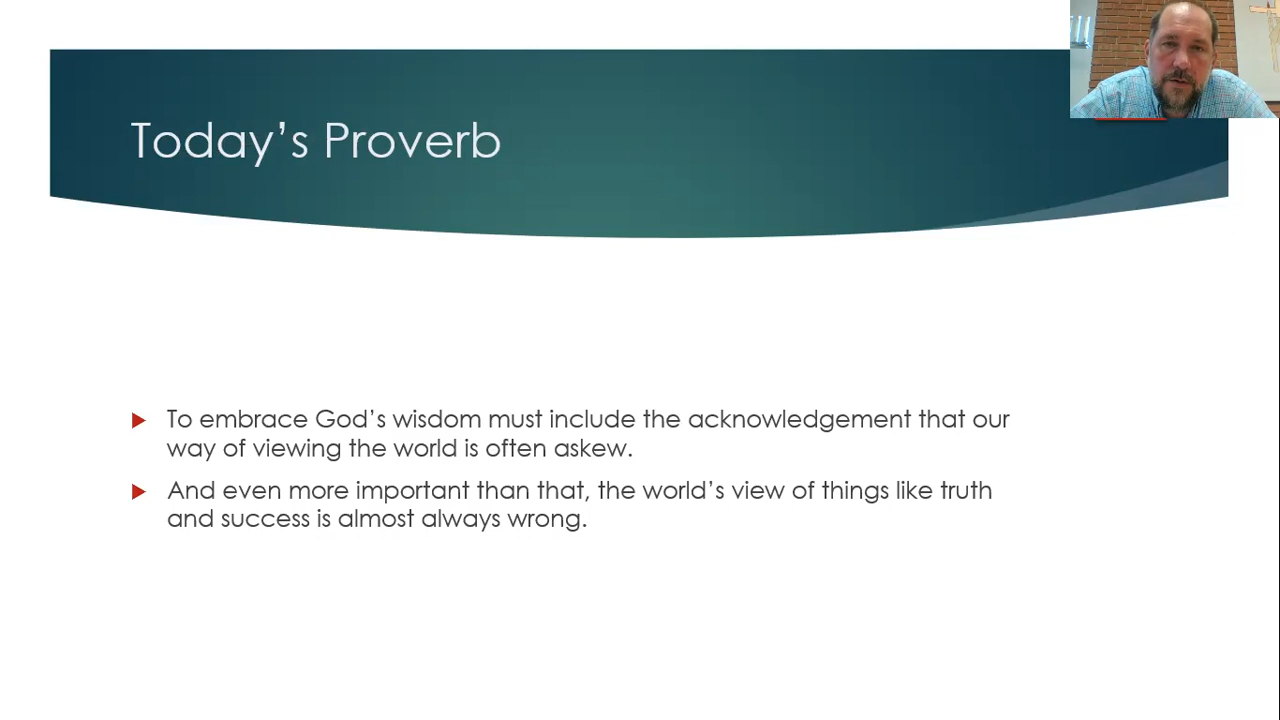 Today’s Proverb
To embrace God’s wisdom must include the acknowledgement that our
way of viewing the world is often askew.
And even more important than that, the world’s view of things like truth
and success is almost always wrong.